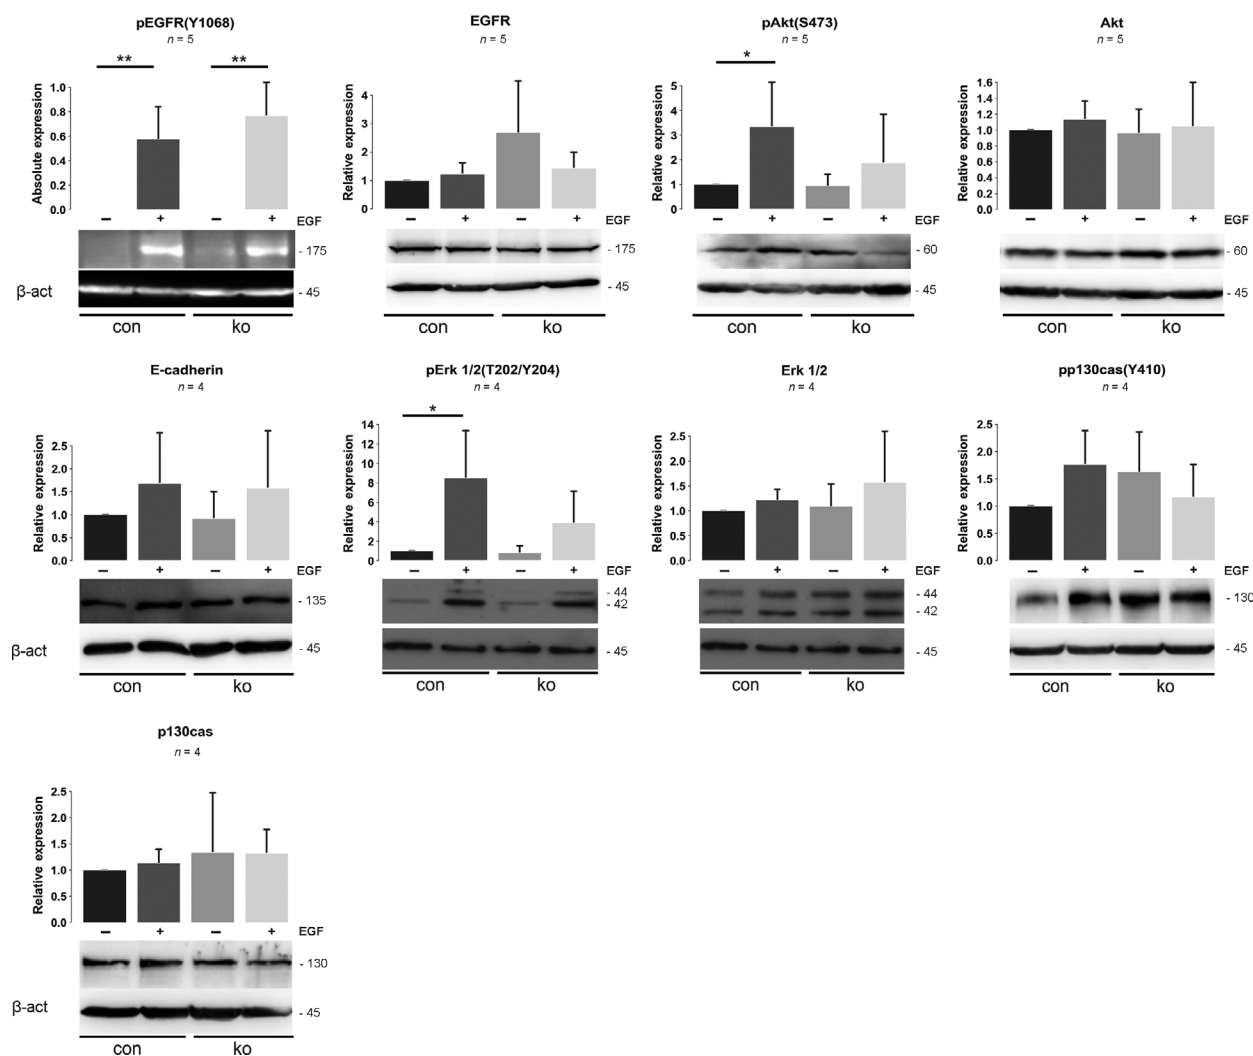 pEGFR(Y1068)
n = 5
**
**
Absolute expression
1.0
0.8
0.6
0.4
0.2
0.0
– + – + EGF
- 175
β-act
- 45
con ko
EGFR
n = 5
Relative expression
4
3
2
1
0
– + – + EGF
- 175
- 45
con ko
pAkt(S473)
n = 5
*
Relative expression
5
4
3
2
1
0
– + – + EGF
- 60
- 45
con ko
Akt
n = 5
Relative expression
1.6
1.4
1.2
1.0
0.8
0.6
0.4
0.2
0.0
– + – + EGF
- 60
- 45
con ko
E-cadherin
n = 4
Relative expression
2.5
2.0
1.5
1.0
0.5
0.0
– + – + EGF
- 135
β-act
- 45
con ko
pErk 1/2(T202/Y204)
n = 4
*
Relative expression
14
12
10
8
6
4
2
0
– + – + EGF
- 44
- 42
- 45
con ko
Erk 1/2
n = 4
Relative expression
2.5
2.0
1.5
1.0
0.5
0.0
– + – + EGF
- 44
- 42
- 45
con ko
pp130cas(Y410)
n = 4
Relative expression
2.5
2.0
1.5
1.0
0.5
0.0
– + – + EGF
- 130
- 45
con ko
p130cas
n = 4
Relative expression
2.5
2.0
1.5
1.0
0.5
0.0
– + – + EGF
- 130
β-act
- 45
con ko